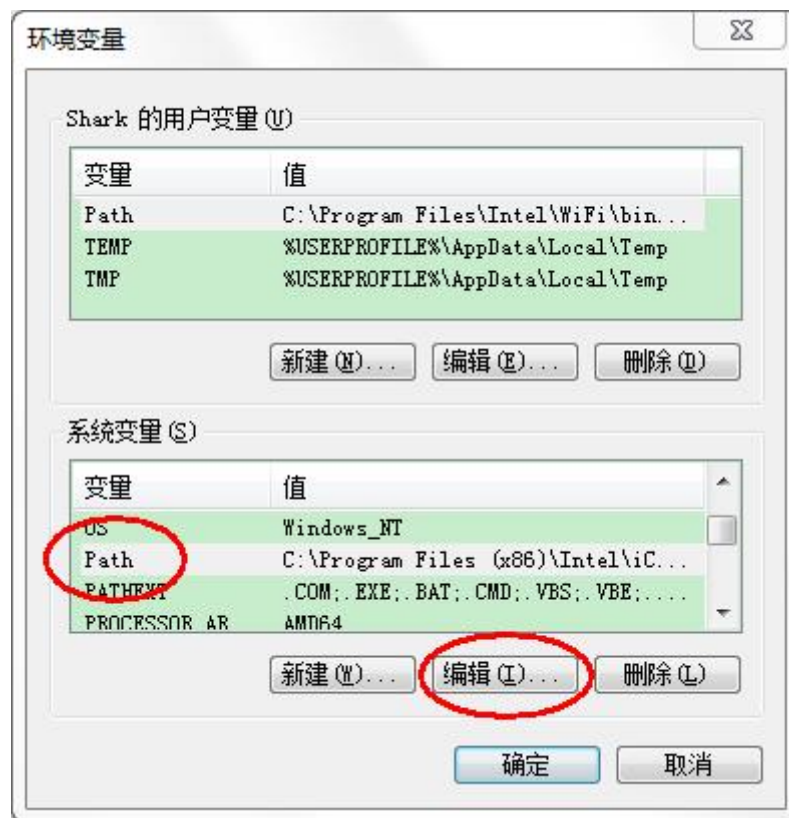 环境变量
Shark 的用户变量(U)
变量 值
Path C:\Program Files\Intel\WiFi\bin...
TEMP %USERPROFILE%\AppData\Local\Temp
TMP %USERPROFILE%\AppData\Local\Temp
新建(N)... 编辑(E)... 删除(D)
系统变量(S)
变量 值
OS Windows_NT
Path C:\Program Files (x86)\Intel\iC...
PATHEXT .COM;.EXE;.BAT;.CMD;.VBS;.VBE;....
PROCESSOR_AR AMD64
新建(W)... 编辑(I)... 删除(L)
确定 取消